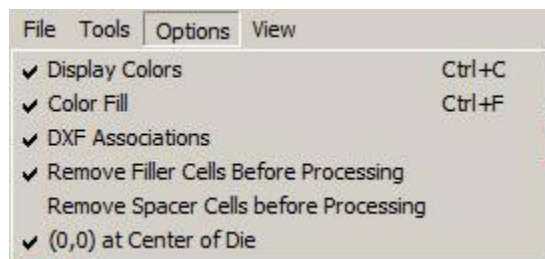 File Tools Options View
Display Colors Ctrl+C
Color Fill Ctrl+F
DXF Associations
Remove Filler Cells Before Processing
Remove Spacer Cells before Processing
(0,0) at Center of Die